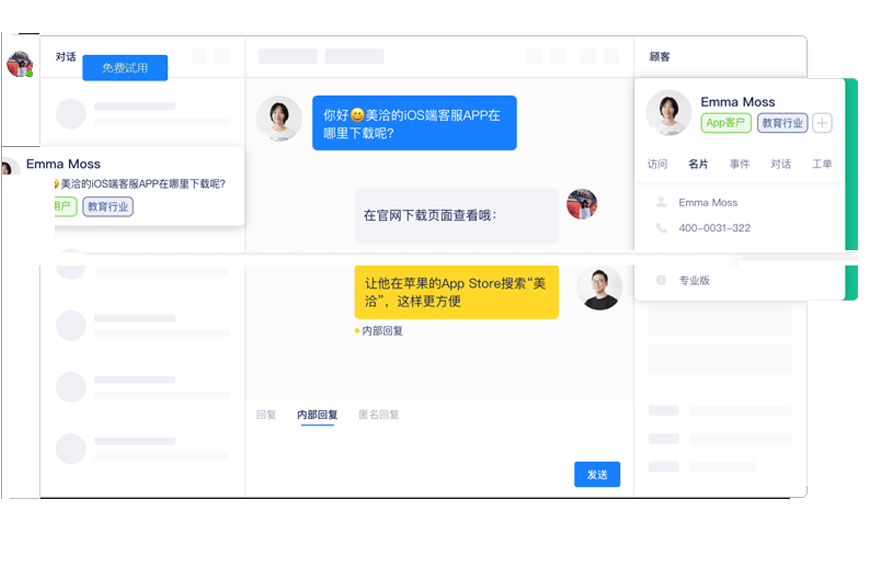 对话
免费试用
Emma Moss
😄美洽的iOS端客服APP在哪里下载呢?
用户
教育行业
你好😄美洽的iOS端客服APP在
哪里下载呢?
在官网下载页面查看哦:
让他在苹果的App Store搜索“美
洽”，这样更方便
内部回复
回复 内部回复 匿名回复
发送
顾客
Emma Moss
App客户 教育行业
访问 名片 事件 对话 工单
Emma Moss
400-0031-322
专业版